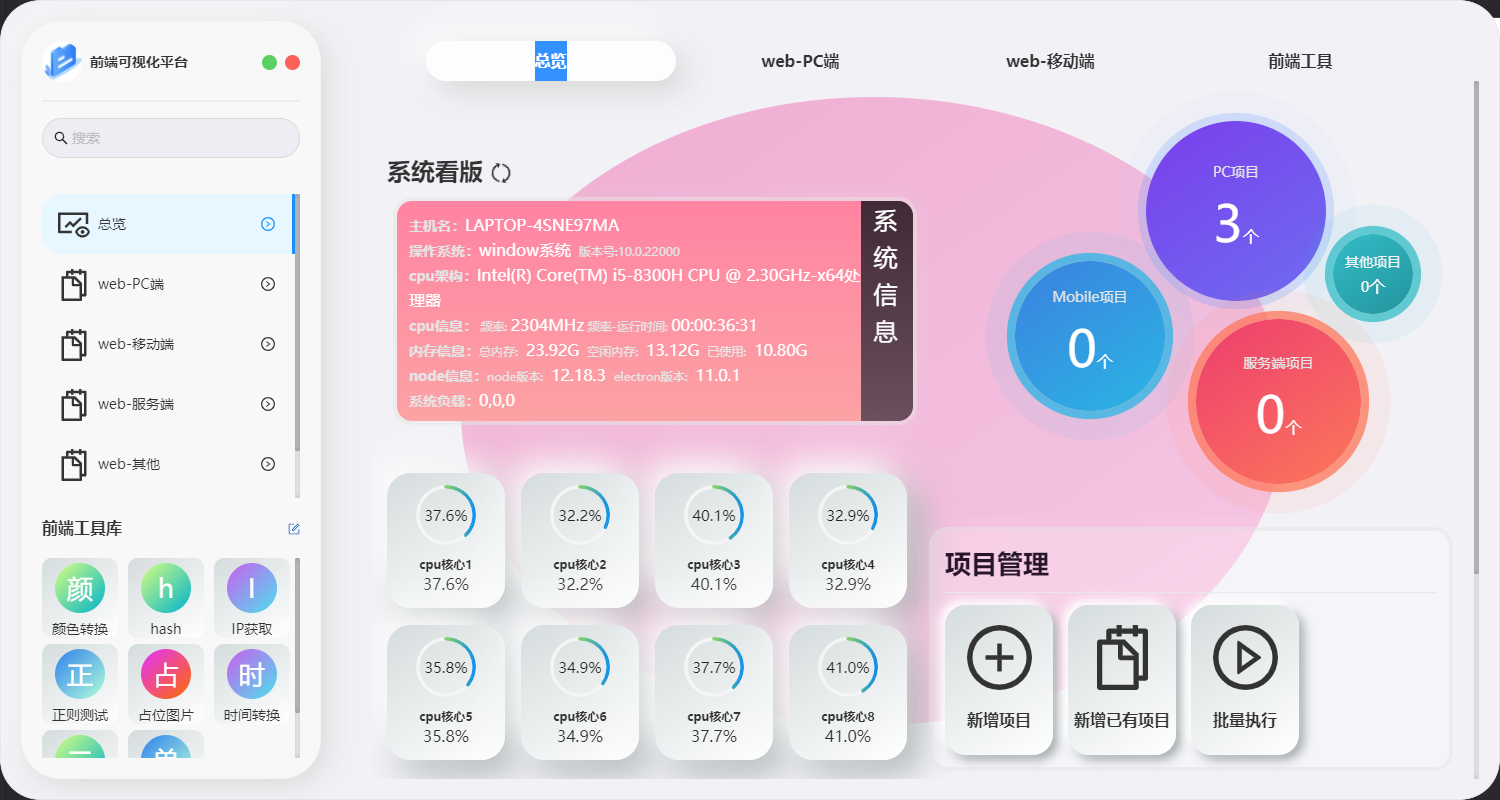 前端可视化平台
搜索
总览
web-PC端
web-移动端
web-服务端
web-其他
前端工具库
颜
颜色转换
h
hash
I
IP获取
正
正则测试
占
占位图片
时
时间转换
总览
web-PC端
web-移动端
前端工具
系统看版
主机名：LAPTOP-4SNE97MA
操作系统：window系统 版本号:10.0.22000
cpu架构：Intel(R) Core(TM) i5-8300H CPU @ 2.30GHz-x64处
理器
cpu信息： 频率: 2304MHz 频率-运行时间: 00:00:36:31
内存信息：总内存: 23.92G 空闲内存: 13.12G 已使用: 10.80G
node信息：node版本: 12.18.3 electron版本: 11.0.1
系统负载：0,0,0
系统信息
PC项目
3个
其他项目
0个
Mobile项目
0个
服务端项目
0个
37.6%
cpu核心1
37.6%
32.2%
cpu核心2
32.2%
40.1%
cpu核心3
40.1%
32.9%
cpu核心4
32.9%
35.8%
cpu核心5
35.8%
34.9%
cpu核心6
34.9%
37.7%
cpu核心7
37.7%
41.0%
cpu核心8
41.0%
项目管理
新增项目
新增已有项目
批量执行